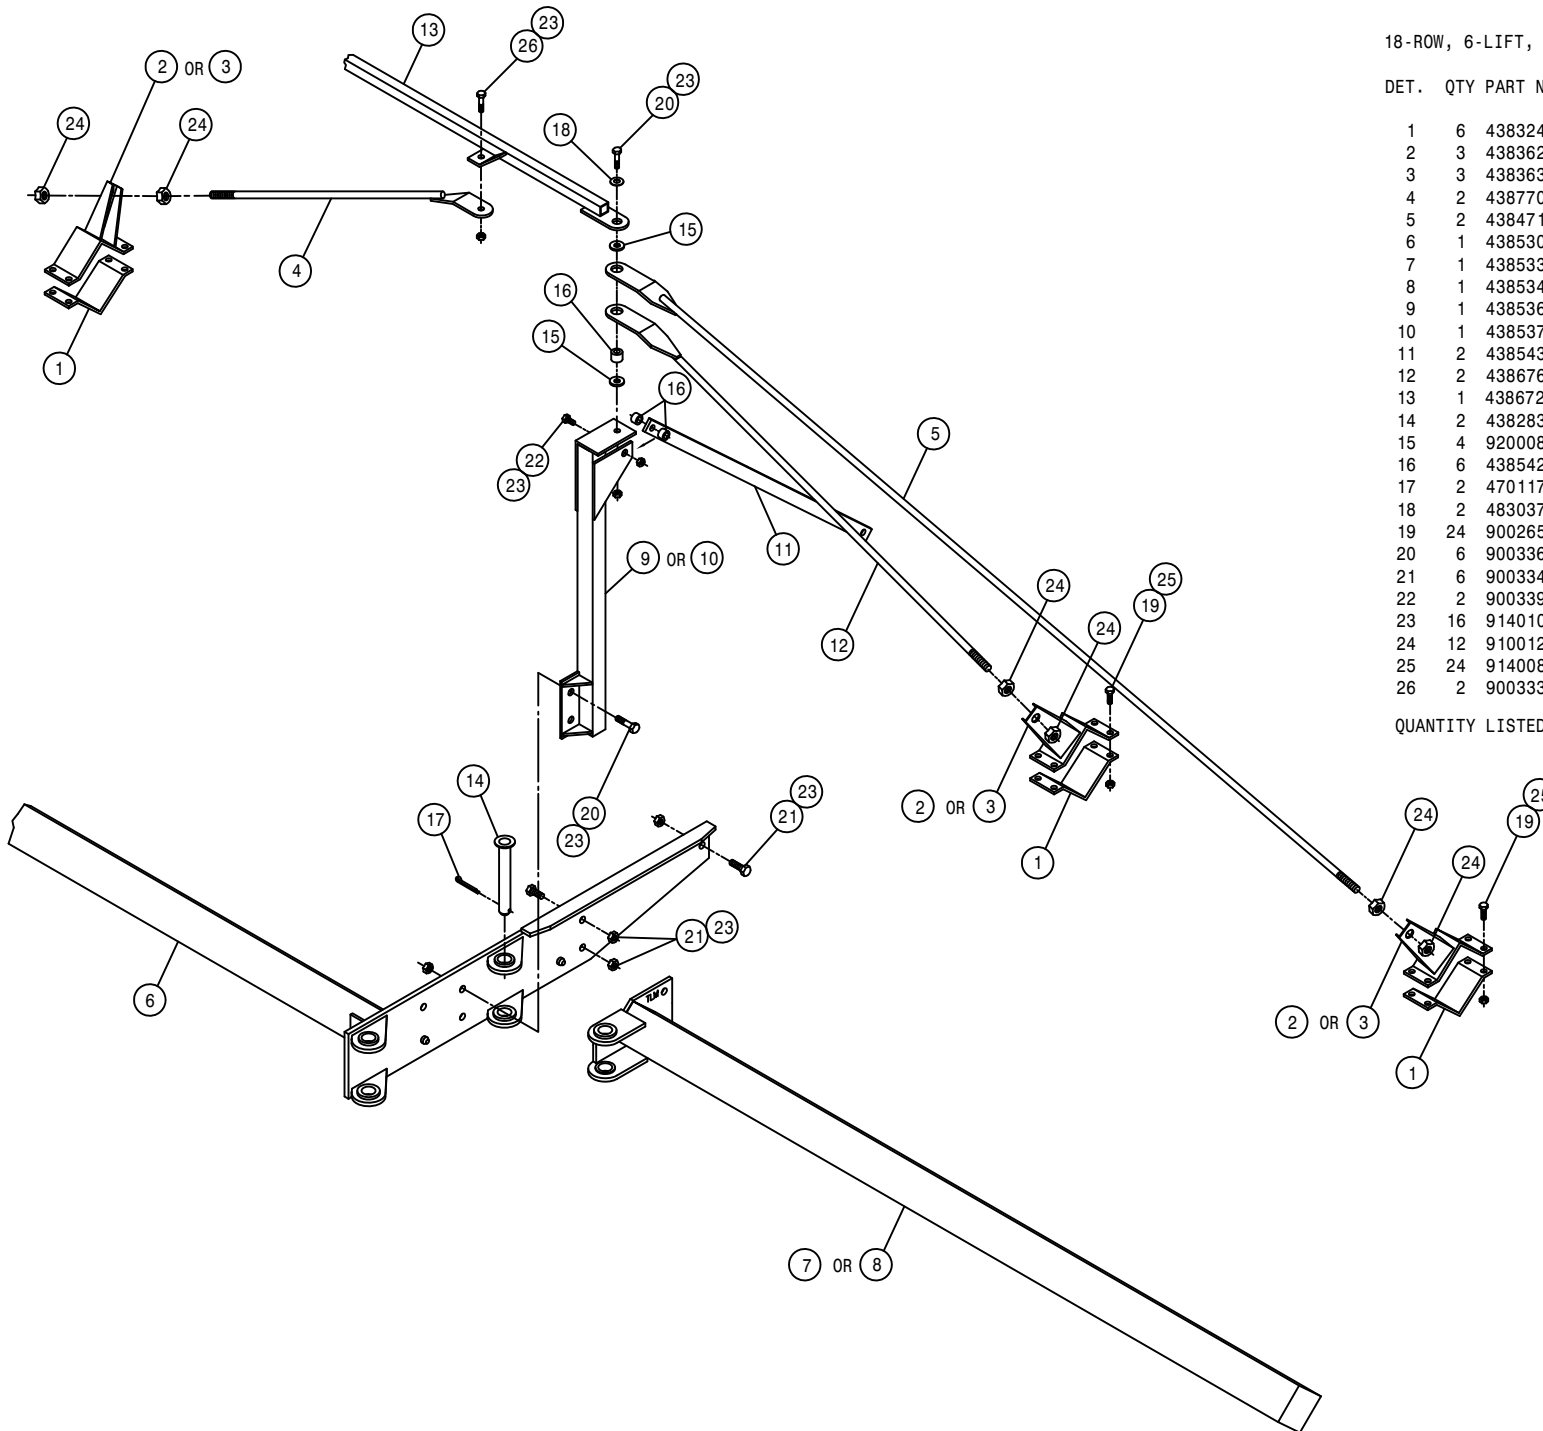 18-ROW, 6-LIFT,
DET. QTY PART N
1 6 438324
2 3 438362
3 3 438363
4 2 438770
5 2 438471
6 1 438530
7 1 438533
8 1 438534
9 1 438536
10 1 438537
11 2 438543
12 2 438676
13 1 438672
14 2 438283
15 4 920008
16 6 438542
17 2 470117
18 2 483037
19 24 900265
20 6 900336
21 6 900334
22 2 900339
23 16 914010
24 12 910012
25 24 914008
26 2 900333
QUANTITY LISTED
13
23
26
2 OR 3
24
24
23
20
18
15
4
1
16
15
16
5
22
23
11
9 OR 10
12
24
24
25
19
2 OR 3
1
14
17
20
23
23
21
21 23
6
TLM
24
24
25
19
2 OR 3
1
7 OR 8